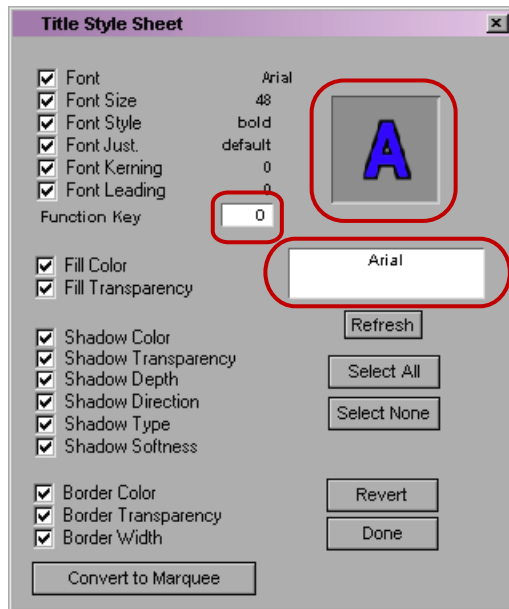 Title Style Sheet
Font Arial
Font Size 48
Font Style bold
Font Just. default
Font Kerning 0
Font Leading 0
Function Key 0
A
Fill Color
Fill Transparency
Arial
Refresh
Shadow Color
Shadow Transparency
Shadow Depth
Shadow Direction
Shadow Type
Shadow Softness
Select All
Select None
Border Color
Border Transparency
Border Width
Revert
Done
Convert to Marquee